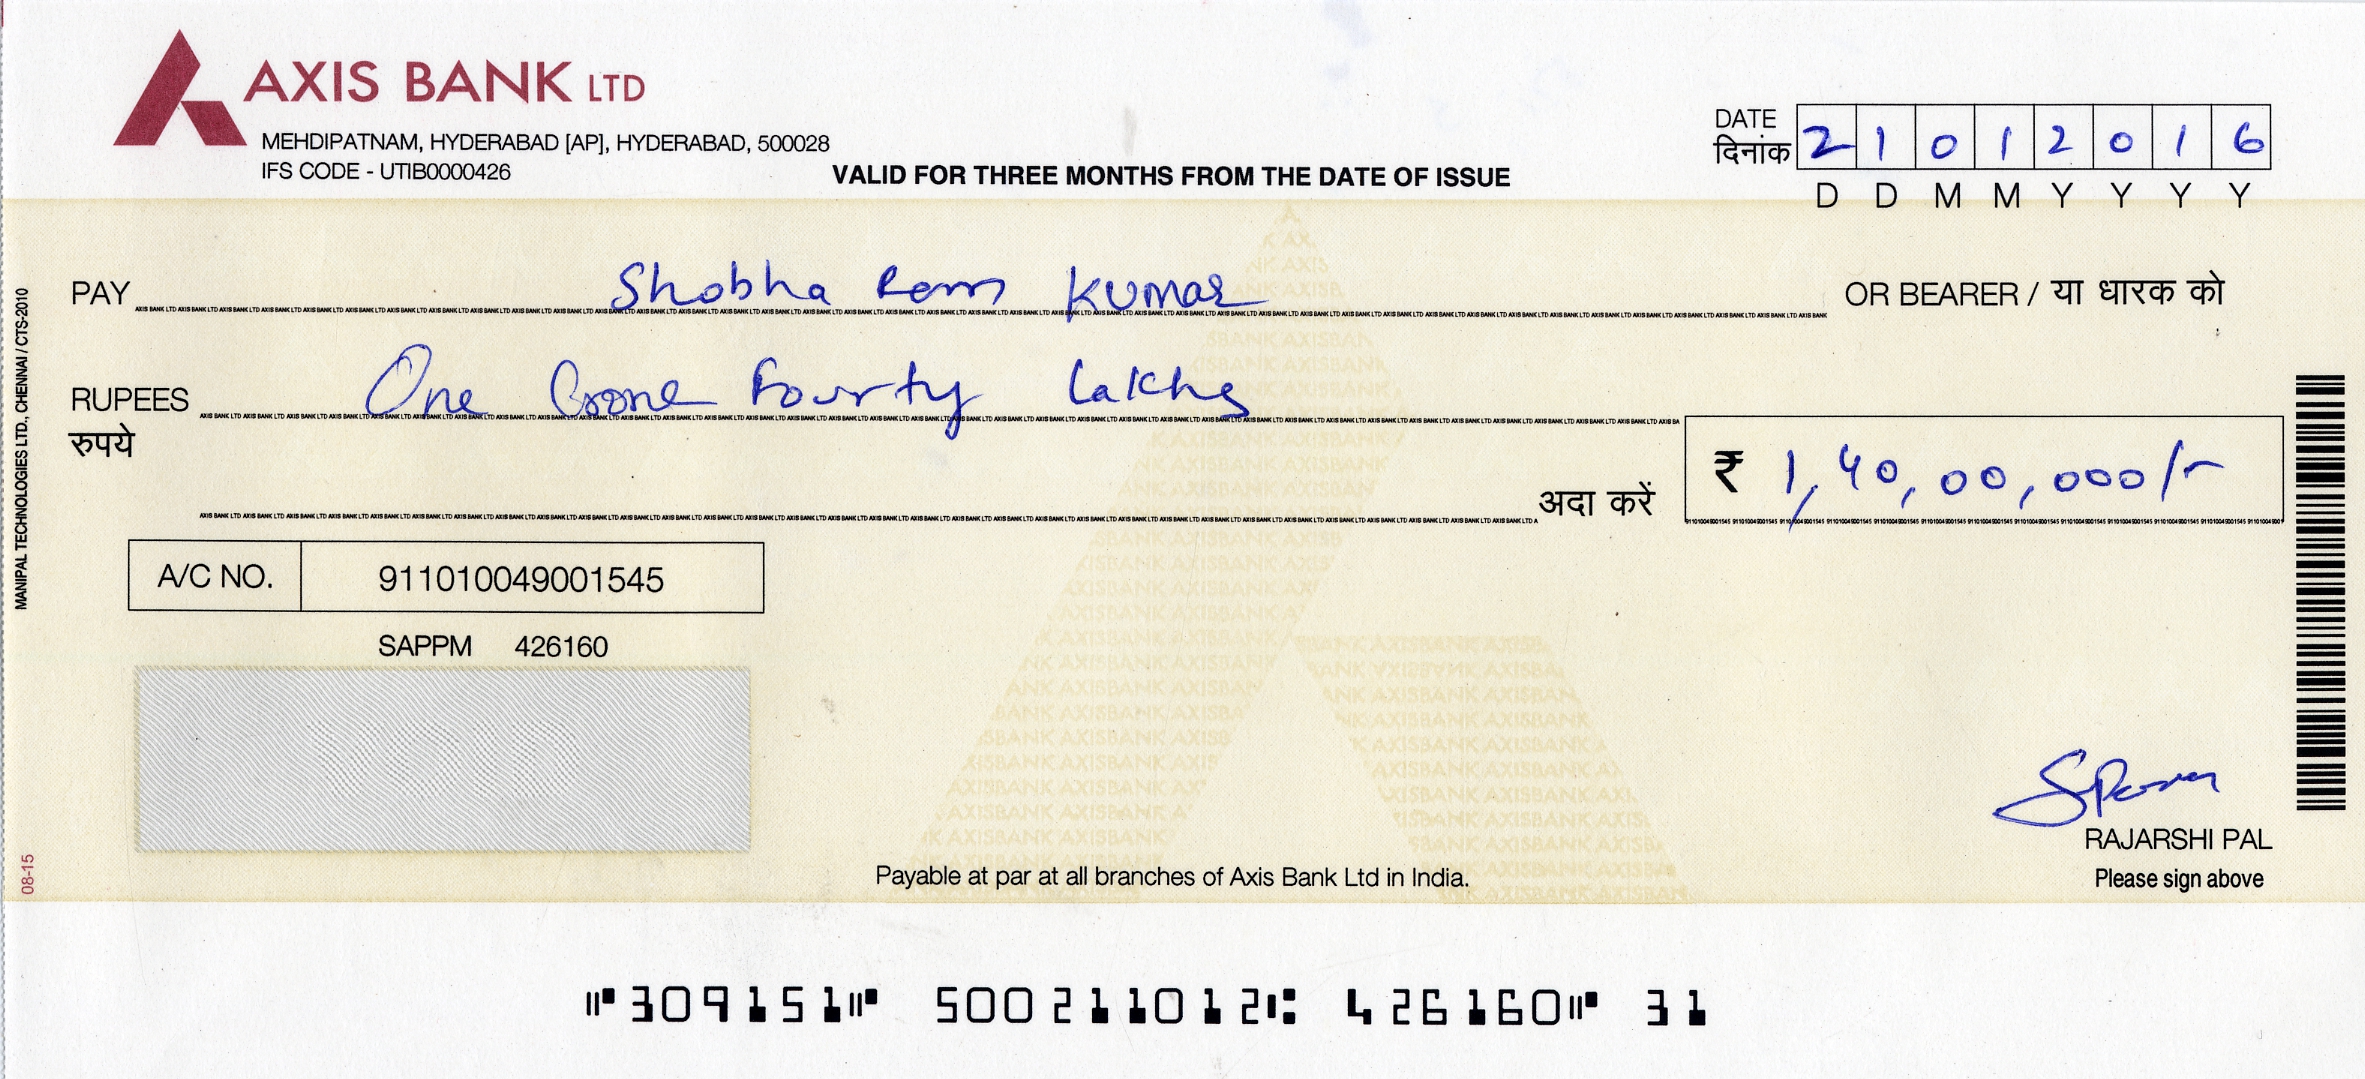 AXIS BANK LTD
MEHDIPATNAM, HYDERABAD [AP], HYDERABAD, 500028
IFS CODE - UTIB0000426
VALID FOR THREE MONTHS FROM THE DATE OF ISSUE
DATE
दिनांक
2 1 0 1 2 0 1 6
D D M M Y Y Y Y
PAY Shobha Ram Kumar OR BEARER / या धारक को
RUPEES One Crore Fourty Lakhs
रुपये
अदा करें ₹ 1,40,00,000/-
A/C NO. 911010049001545
SAPPM 426160
VOID
RAJARSHI PAL
Please sign above
Payable at par at all branches of Axis Bank Ltd in India.
MANIPAL TECHNOLOGIES LTD., CHENNAI / CTS-2010
08-15
⑈309151⑈ 500211012⑆ 426160⑈ 31